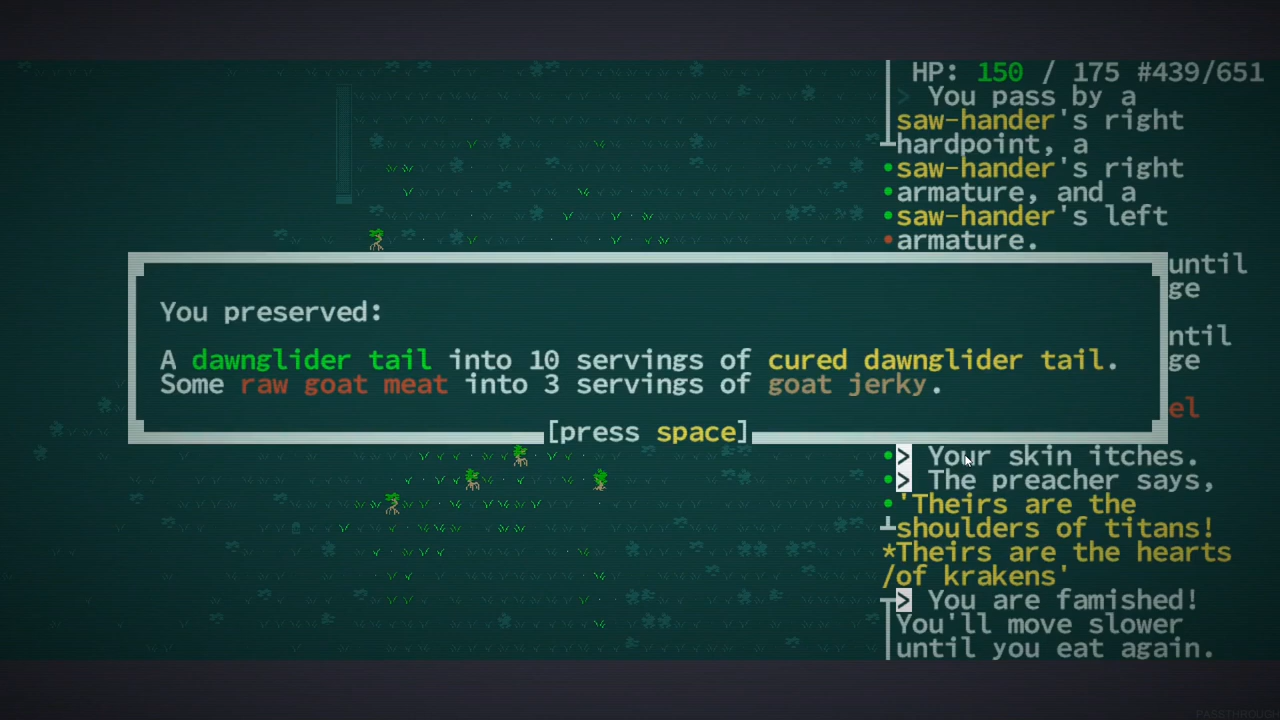 HP: 150 / 175 #439/651
> You pass by a
saw-hander's right
hardpoint, a
saw-hander's right
armature, and a
saw-hander's left
armature.
until
ge
ntil
ge
el
You preserved:
A dawnglider tail into 10 servings of cured dawnglider tail.
Some raw goat meat into 3 servings of goat jerky.
[press space]
> Your skin itches.
> The preacher says,
'Theirs are the
shoulders of titans!
*Theirs are the hearts
/of krakens'
> You are famished!
You'll move slower
until you eat again.
PASSTHROUGH